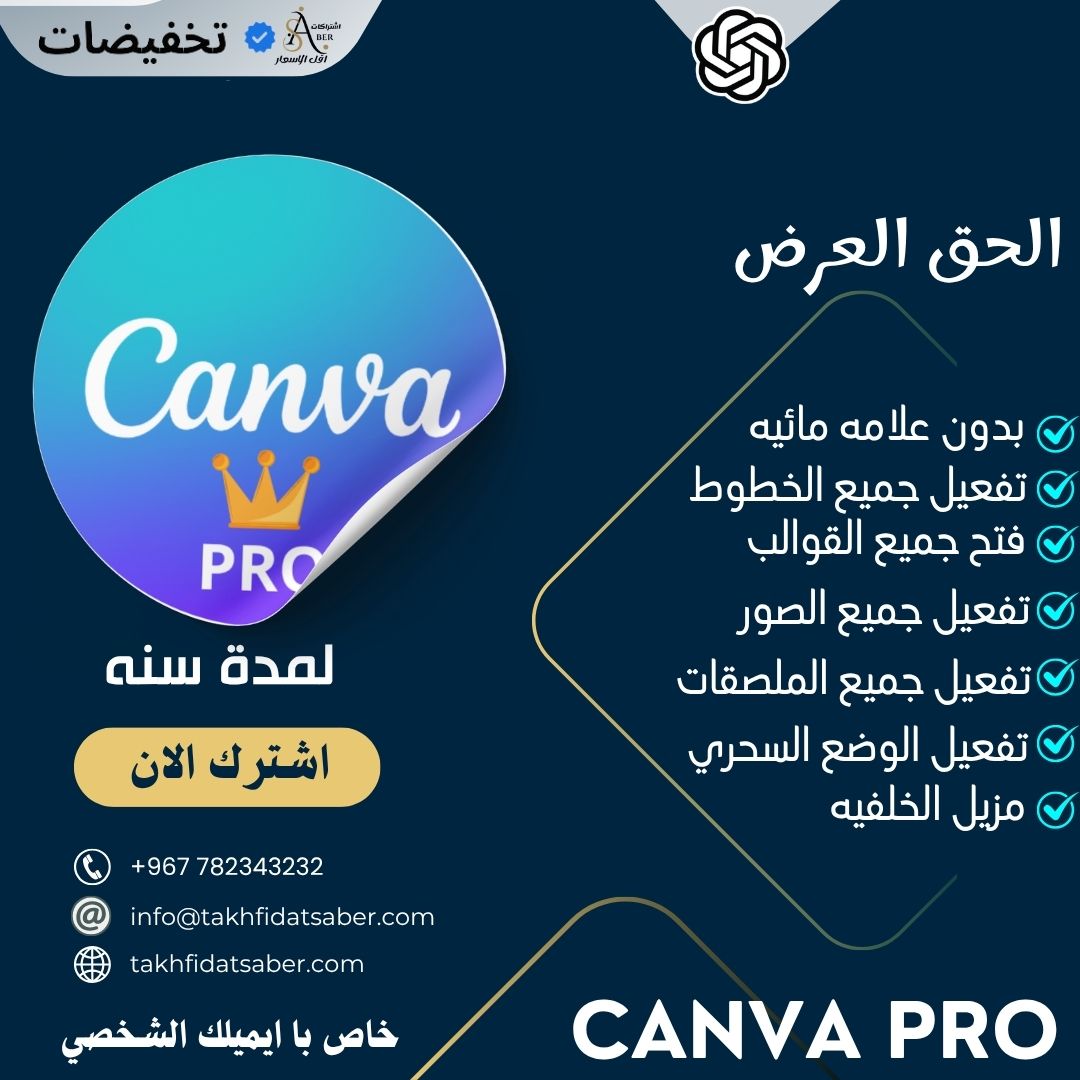 تخفيضات
اشتراكات
SABER
اقل الاسعار
الحق العرض
Canva
PRO
بدون علامه مائيه
تفعيل جميع الخطوط
فتح جميع القوالب
تفعيل جميع الصور
تفعيل جميع الملصقات
تفعيل الوضع السحري
مزيل الخلفيه
لمدة سنه
اشترك الان
+967 782343232
info@takhfidatsaber.com
takhfidatsaber.com
خاص با ايميلك الشخصي
CANVA PRO